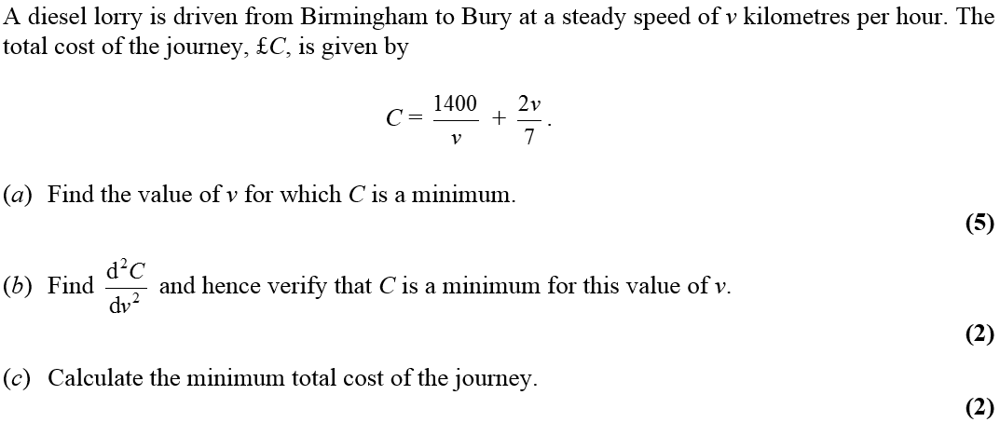 A diesel lorry is driven from Birmingham to Bury at a steady speed of v kilometres per hour. The
total cost of the journey, £C, is given by
C = 1400/v + 2v/7.
(a) Find the value of v for which C is a minimum.
(5)
(b) Find d²C/dv² and hence verify that C is a minimum for this value of v.
(2)
(c) Calculate the minimum total cost of the journey.
(2)